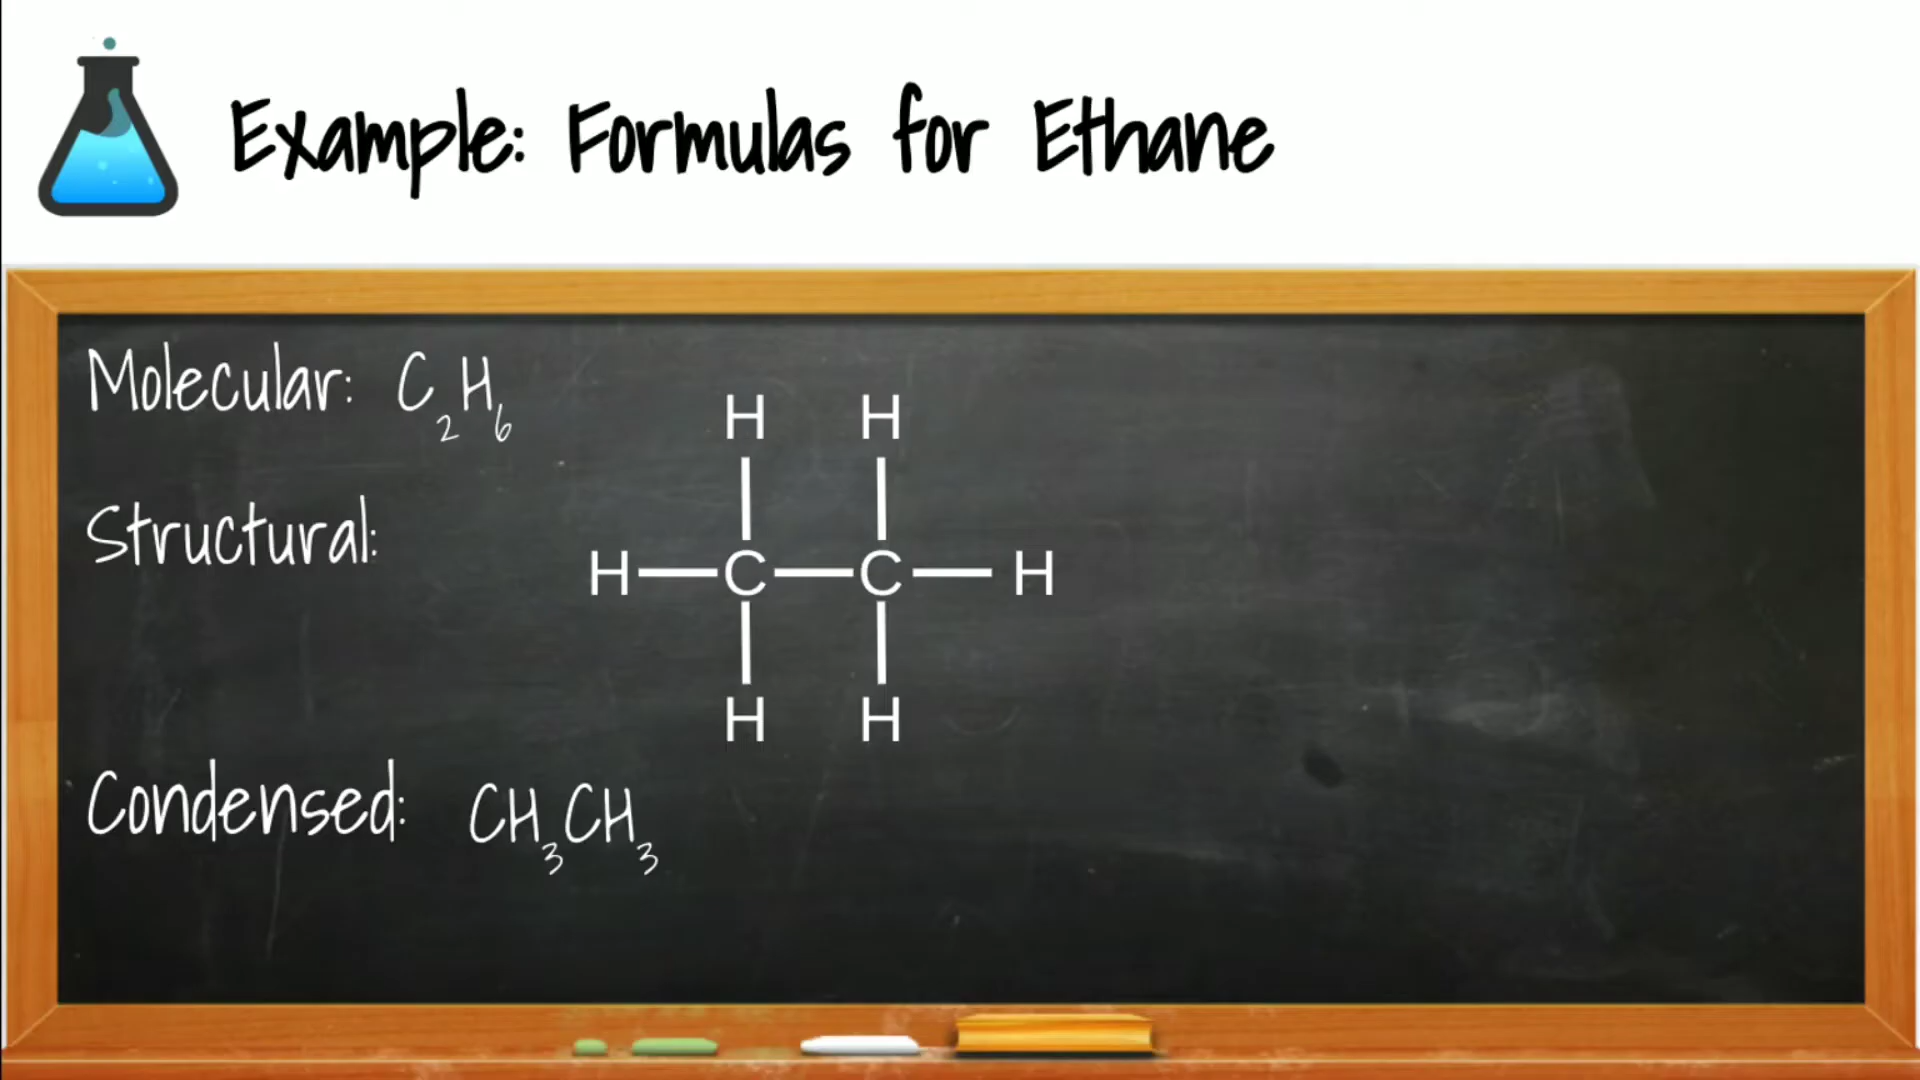 Example: Formulas for Ethane
Molecular: C₂H₆
Structural:
H H
H C C H
H H
Condensed: CH₃CH₃